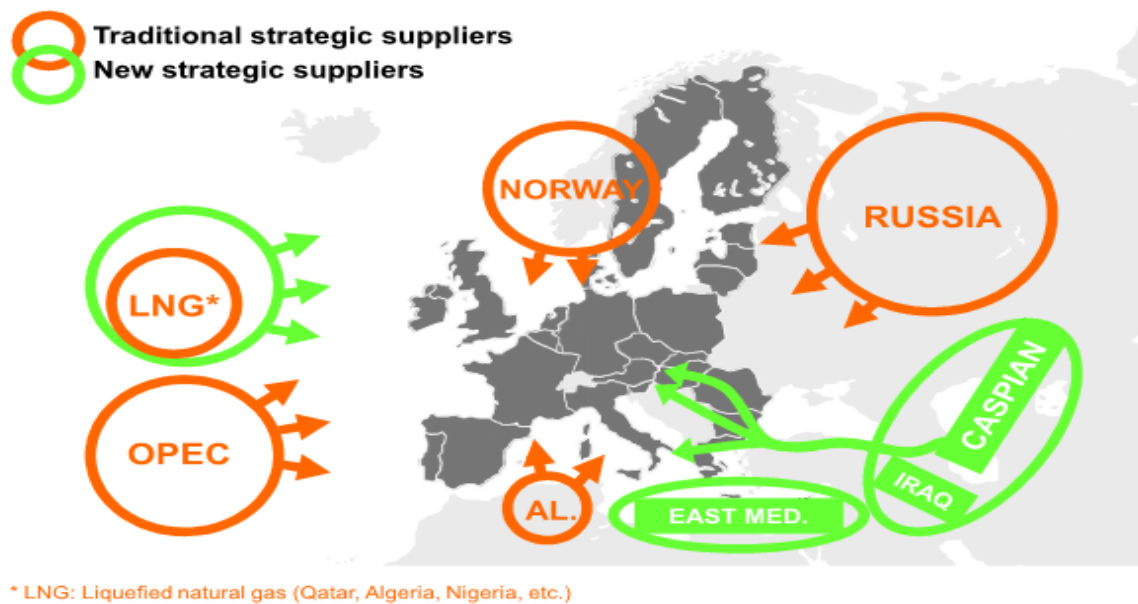 Traditional strategic suppliers
New strategic suppliers
NORWAY
RUSSIA
LNG*
CASPIAN
OPEC
IRAQ
AL.
EAST MED.
* LNG: Liquefied natural gas (Qatar, Algeria, Nigeria, etc.)